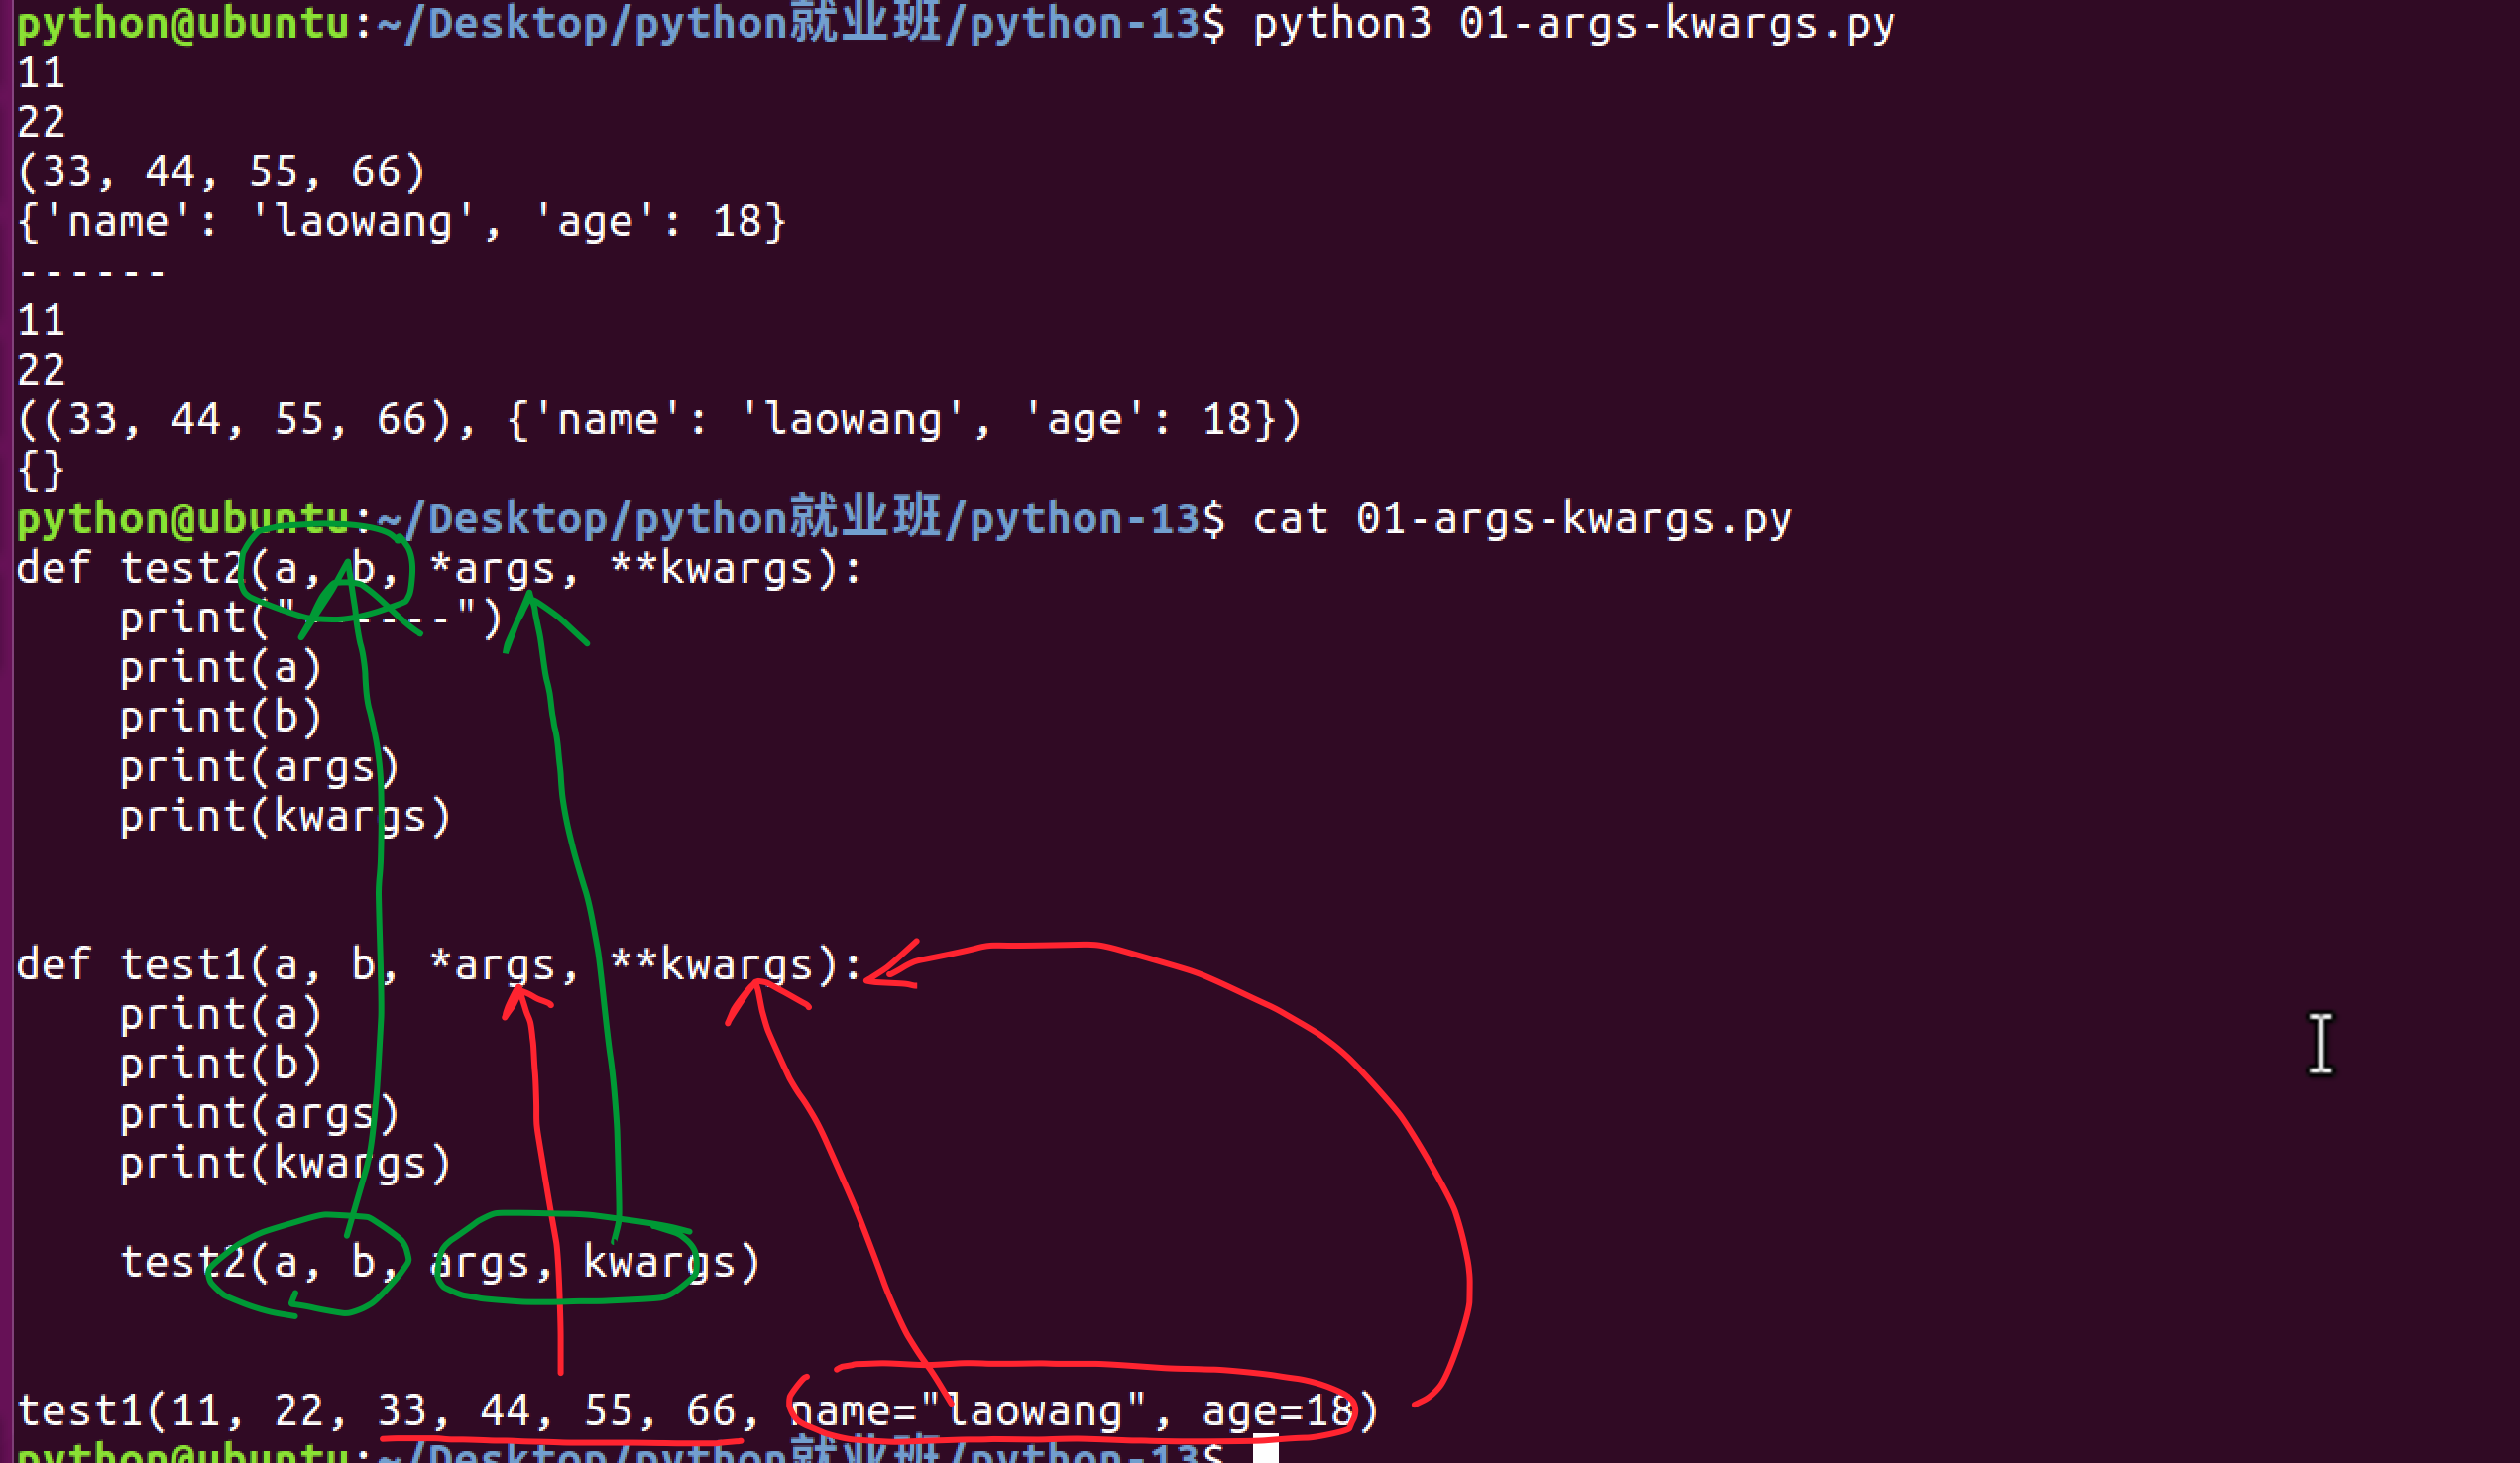 python@ubuntu:~/Desktop/python就业班/python-13$ python3 01-args-kwargs.py
11
22
(33, 44, 55, 66)
{'name': 'laowang', 'age': 18}
------
11
22
((33, 44, 55, 66), {'name': 'laowang', 'age': 18})
{}
python@ubuntu:~/Desktop/python就业班/python-13$ cat 01-args-kwargs.py
def test2(a, b, *args, **kwargs):
    print("------")
    print(a)
    print(b)
    print(args)
    print(kwargs)
def test1(a, b, *args, **kwargs):
    print(a)
    print(b)
    print(args)
    print(kwargs)
    test2(a, b, args, kwargs)
test1(11, 22, 33, 44, 55, 66, name="laowang", age=18)
python@ubuntu:~/Desktop/python就业班/python-13$